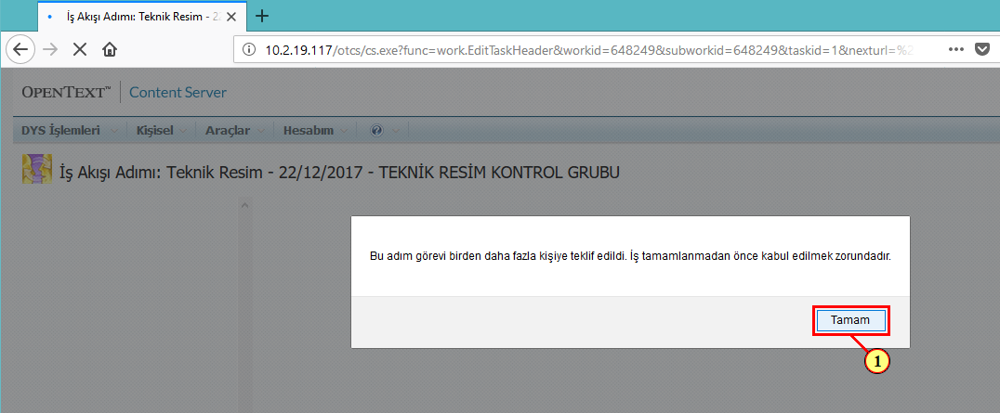 İş Akışı Adımı: Teknik Resim - 22
10.2.19.117/otcs/cs.exe?func=work.EditTaskHeader&workid=648249&subworkid=648249&taskid=1&nexturl=%2
OPENTEXT™ Content Server
DYS İşlemleri Kişisel Araçlar Hesabım ?
İş Akışı Adımı: Teknik Resim - 22/12/2017 - TEKNİK RESİM KONTROL GRUBU
Bu adım görevi birden daha fazla kişiye teklif edildi. İş tamamlanmadan önce kabul edilmek zorundadır.
Tamam
1